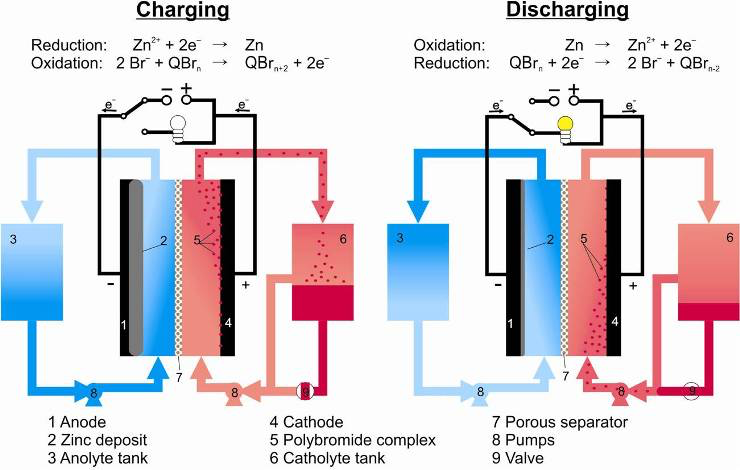 Charging
Reduction: Zn²⁺ + 2e⁻ → Zn
Oxidation: 2 Br⁻ + QBrₙ → QBrₙ₊₂ + 2e⁻
− +
e⁻ e⁻
3 2 5 6
− +
1 4
7
8 8 9
Discharging
Oxidation: Zn → Zn²⁺ + 2e⁻
Reduction: QBrₙ + 2e⁻ → 2 Br⁻ + QBrₙ₋₂
− +
e⁻ e⁻
3 2 5 6
− +
1 4
7
8 8 9
1 Anode
2 Zinc deposit
3 Anolyte tank
4 Cathode
5 Polybromide complex
6 Catholyte tank
7 Porous separator
8 Pumps
9 Valve